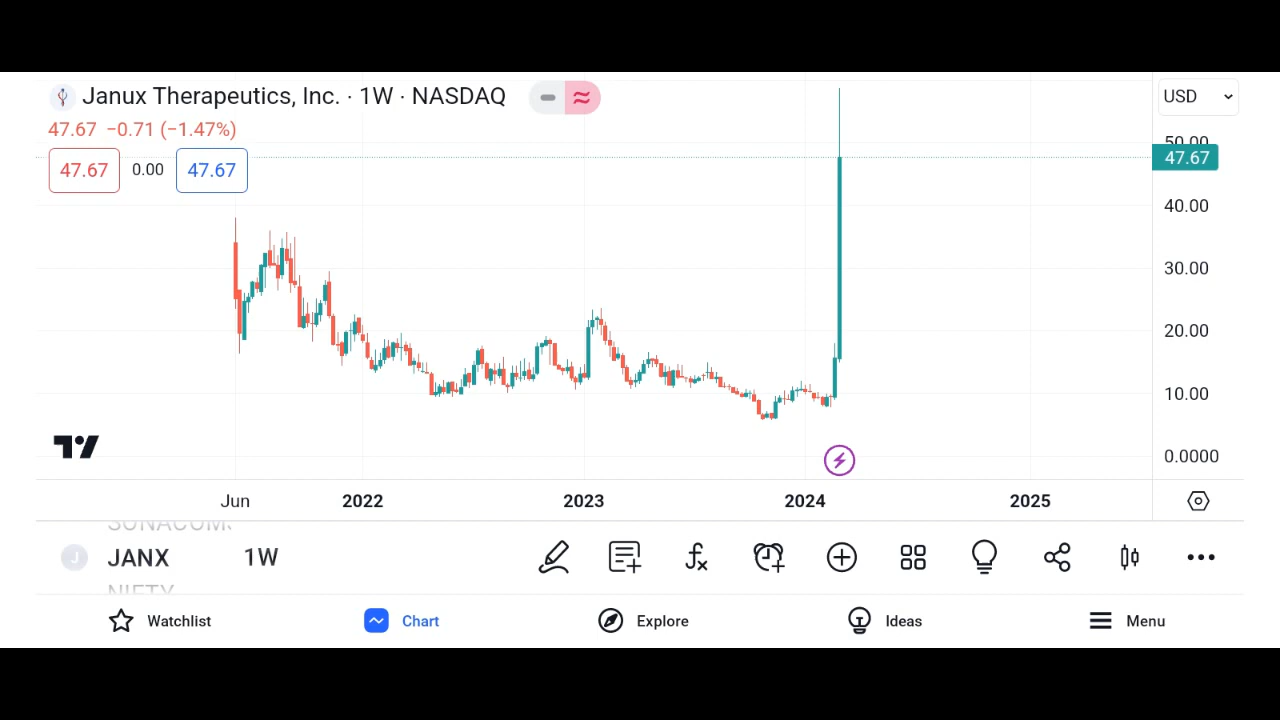 Janux Therapeutics, Inc. · 1W · NASDAQ
USD
47.67 −0.71 (−1.47%)
47.67 0.00 47.67
50.00
47.67
40.00
30.00
20.00
10.00
0.0000
Jun 2022 2023 2024 2025
J JANX 1W
NIFTY
Watchlist Chart Explore Ideas Menu